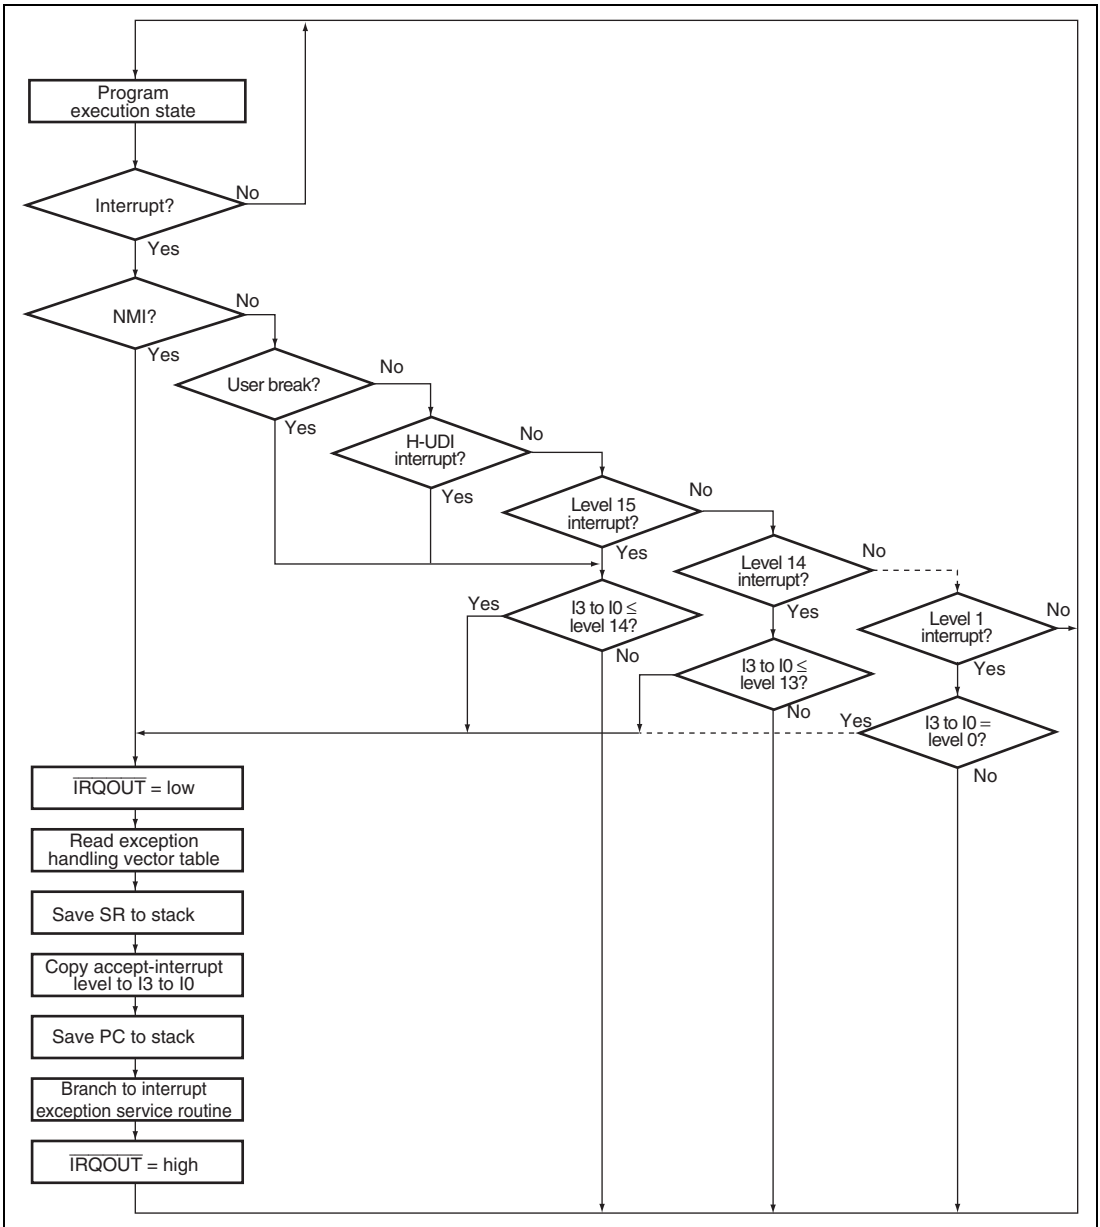 Program
execution state
Interrupt?
No
Yes
NMI?
No
Yes
User break?
No
Yes
H-UDI
interrupt?
No
Yes
Level 15
interrupt?
No
Yes
Level 14
interrupt?
No
Yes
I3 to I0 ≤
level 14?
Yes
No
Level 1
interrupt?
No
Yes
I3 to I0 ≤
level 13?
No
Yes
I3 to I0 =
level 0?
No
I̅R̅Q̅O̅U̅T̅ = low
Read exception
handling vector table
Save SR to stack
Copy accept-interrupt
level to I3 to I0
Save PC to stack
Branch to interrupt
exception service routine
I̅R̅Q̅O̅U̅T̅ = high